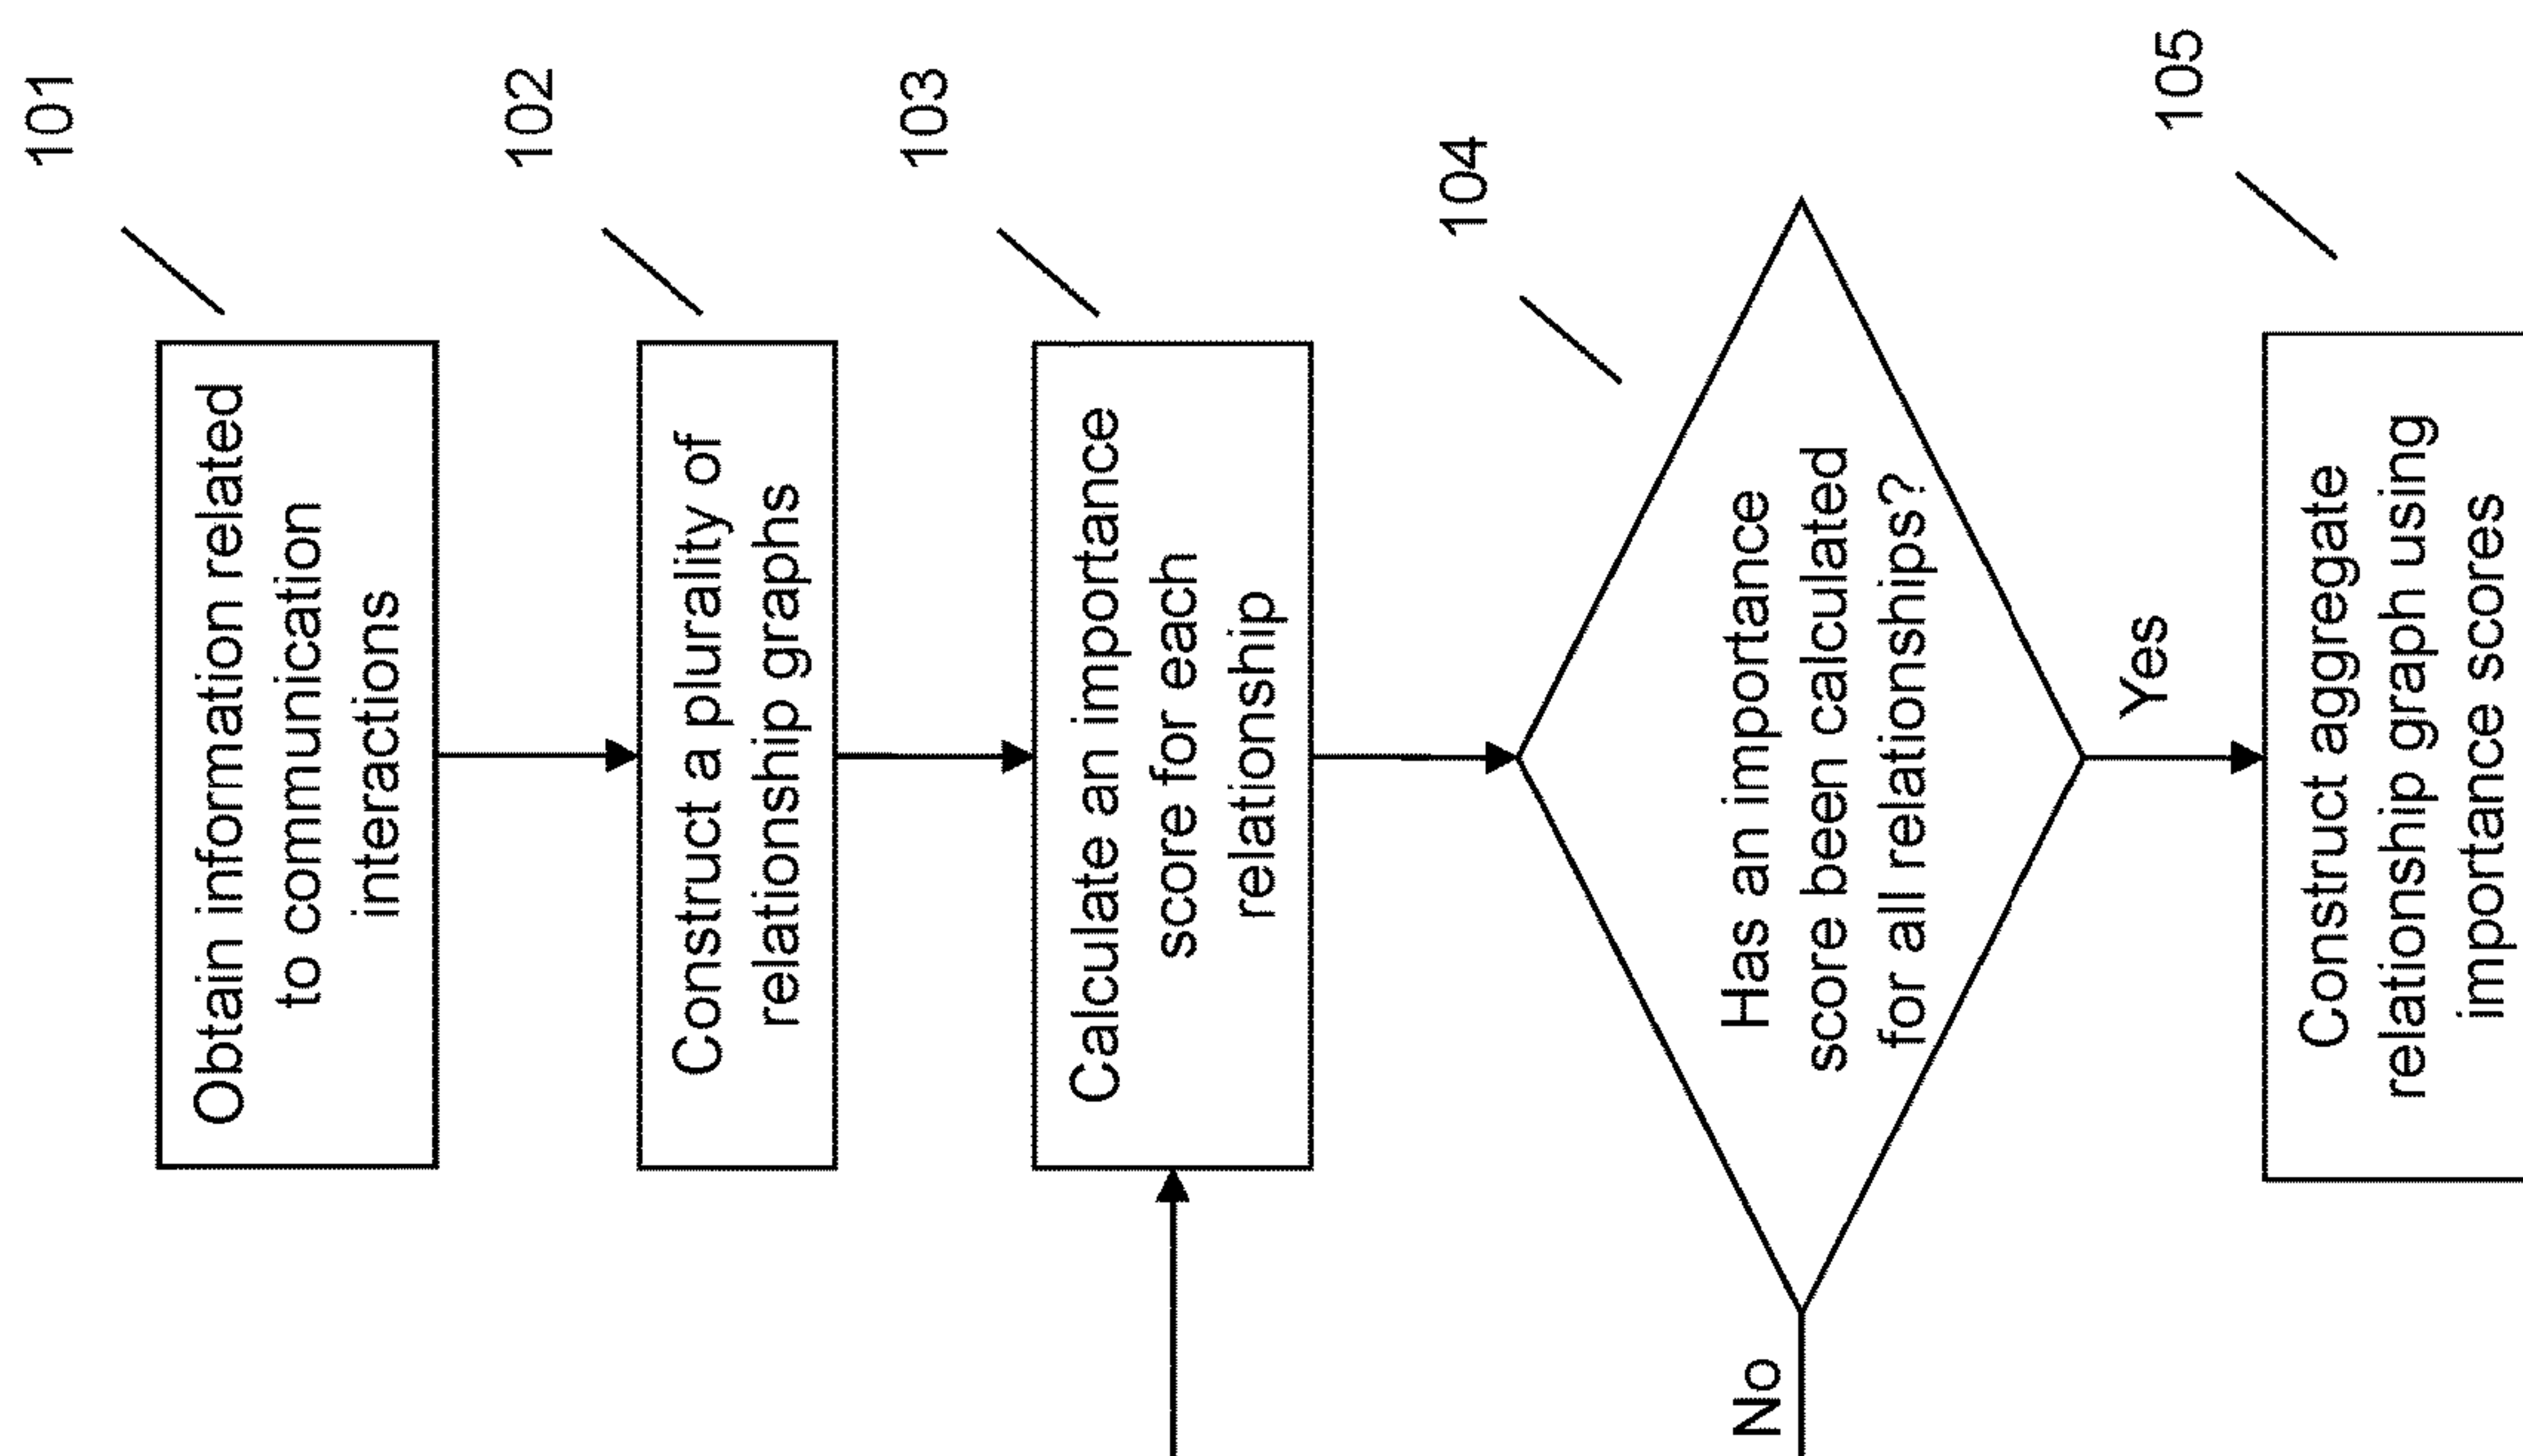 101
Obtain information related
to communication
interactions
102
Construct a plurality of
relationship graphs
103
Calculate an importance
score for each
relationship
104
Has an importance
score been calculated
for all relationships?
No
Yes
105
Construct aggregate
relationship graph using
importance scores